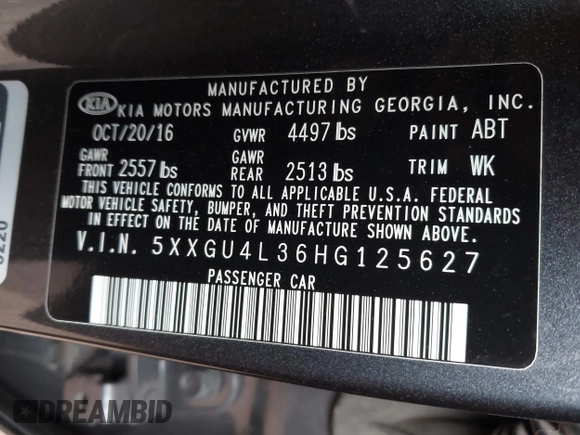 MANUFACTURED BY
KIA KIA MOTORS MANUFACTURING GEORGIA, INC.
OCT/20/16 GVWR 4497 lbs PAINT ABT
GAWR FRONT 2557 lbs GAWR REAR 2513 lbs TRIM WK
THIS VEHICLE CONFORMS TO ALL APPLICABLE U.S.A. FEDERAL
MOTOR VEHICLE SAFETY, BUMPER, AND THEFT PREVENTION STANDARDS
IN EFFECT ON THE DATE OF MANUFACTURE SHOWN ABOVE.
V.I.N. 5XXGU4L36HG125627
PASSENGER CAR
DREAMBID